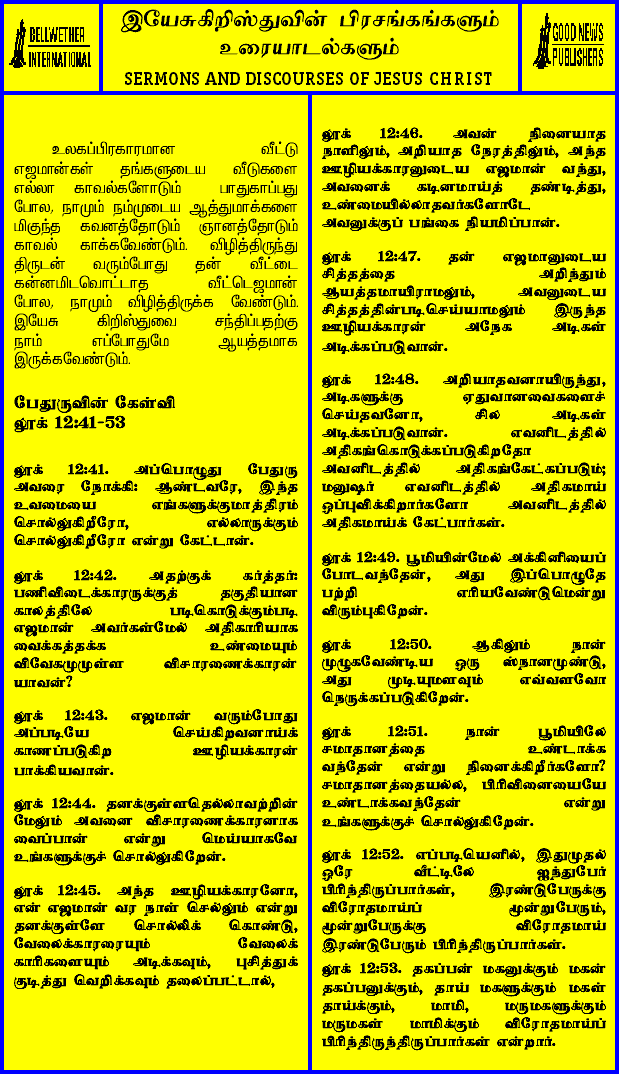 BELLWETHER
INTERNATIONAL
இயேசுகிறிஸ்துவின் பிரசங்கங்களும்
உரையாடல்களும்
SERMONS AND DISCOURSES OF JESUS CHRIST
GOOD NEWS
PUBLISHERS
உலகப்பிரகாரமான வீட்டு
எஜமான்கள் தங்களுடைய வீடுகளை
எல்லா காவல்களோடும் பாதுகாப்பது
போல, நாமும் நம்முடைய ஆத்துமாக்களை
மிகுந்த கவனத்தோடும் ஞானத்தோடும்
காவல் காக்கவேண்டும். விழித்திருந்து
திருடன் வரும்போது தன் வீட்டை
கன்னமிடவொட்டாத வீட்டெஜமான்
போல, நாமும் விழித்திருக்க வேண்டும்.
இயேசு கிறிஸ்துவை சந்திப்பதற்கு
நாம் எப்போதுமே ஆயத்தமாக
இருக்கவேண்டும்.
பேதுருவின் கேள்வி
லூக் 12:41-53
லூக் 12:41. அப்பொழுது பேதுரு
அவரை நோக்கி: ஆண்டவரே, இந்த
உவமையை எங்களுக்குமாத்திரம்
சொல்லுகிறீரோ, எல்லாருக்கும்
சொல்லுகிறீரோ என்று கேட்டான்.
லூக் 12:42. அதற்குக் கர்த்தர்:
பணிவிடைக்காரருக்குத் தகுதியான
காலத்திலே படிகொடுக்கும்படி
எஜமான் அவர்கள்மேல் அதிகாரியாக
வைக்கத்தக்க உண்மையும்
விவேகமுமுள்ள விசாரணைக்காரன்
யாவன்?
லூக் 12:43. எஜமான் வரும்போது
அப்படியே செய்கிறவனாய்க்
காணப்படுகிற ஊழியக்காரன்
பாக்கியவான்.
லூக் 12:44. தனக்குள்ளதெல்லாவற்றின்
மேலும் அவனை விசாரணைக்காரனாக
வைப்பான் என்று மெய்யாகவே
உங்களுக்குச் சொல்லுகிறேன்.
லூக் 12:45. அந்த ஊழியக்காரனோ,
என் எஜமான் வர நாள் செல்லும் என்று
தனக்குள்ளே சொல்லிக் கொண்டு,
வேலைக்காரரையும் வேலைக்
காரிகளையும் அடிக்கவும், புசித்துக்
குடித்து வெறிக்கவும் தலைப்பட்டால்,
லூக் 12:46. அவன் நினையாத
நாளிலும், அறியாத நேரத்திலும், அந்த
ஊழியக்காரனுடைய எஜமான் வந்து,
அவனைக் கடினமாய்த் தண்டித்து,
உண்மையில்லாதவர்களோடே
அவனுக்குப் பங்கை நியமிப்பான்.
லூக் 12:47. தன் எஜமானுடைய
சித்தத்தை அறிந்தும்
ஆயத்தமாயிராமலும், அவனுடைய
சித்தத்தின்படி.செய்யாமலும் இருந்த
ஊழியக்காரன் அநேக அடிகள்
அடிக்கப்படுவான்.
லூக் 12:48. அறியாதவனாயிருந்து,
அடிகளுக்கு ஏதுவானவைகளைச்
செய்தவனோ, சில அடிகள்
அடிக்கப்படுவான். எவனிடத்தில்
அதிகங்கொடுக்கப்படுகிறதோ
அவனிடத்தில் அதிகங்கேட்கப்படும்;
மனுஷர் எவனிடத்தில் அதிகமாய்
ஒப்புவிக்கிறார்களோ அவனிடத்தில்
அதிகமாய்க் கேட்பார்கள்.
லூக் 12:49. பூமியின்மேல் அக்கினியைப்
போடவந்தேன், அது இப்பொழுதே
பற்றி எரியவேண்டுமென்று
விரும்புகிறேன்.
லூக் 12:50. ஆகிலும் நான்
முழுகவேண்டிய ஒரு ஸ்நானமுண்டு,
அது முடியுமளவும் எவ்வளவோ
நெருக்கப்படுகிறேன்.
லூக் 12:51. நான் பூமியிலே
சமாதானத்தை உண்டாக்க
வந்தேன் என்று நினைக்கிறீர்களோ?
சமாதானத்தையல்ல, பிரிவினையையே
உண்டாக்கவந்தேன் என்று
உங்களுக்குச் சொல்லுகிறேன்.
லூக் 12:52. எப்படியெனில், இதுமுதல்
ஒரே வீட்டிலே ஐந்துபேர்
பிரிந்திருப்பார்கள், இரண்டுபேருக்கு
விரோதமாய்ப் மூன்றுபேரும்,
மூன்றுபேருக்கு விரோதமாய்
இரண்டுபேரும் பிரிந்திருப்பார்கள்.
லூக் 12:53. தகப்பன் மகனுக்கும் மகன்
தகப்பனுக்கும், தாய் மகளுக்கும் மகள்
தாய்க்கும், மாமி, மருமகளுக்கும்
மருமகள் மாமிக்கும் விரோதமாய்ப்
பிரிந்திருந்திருப்பார்கள் என்றார்.